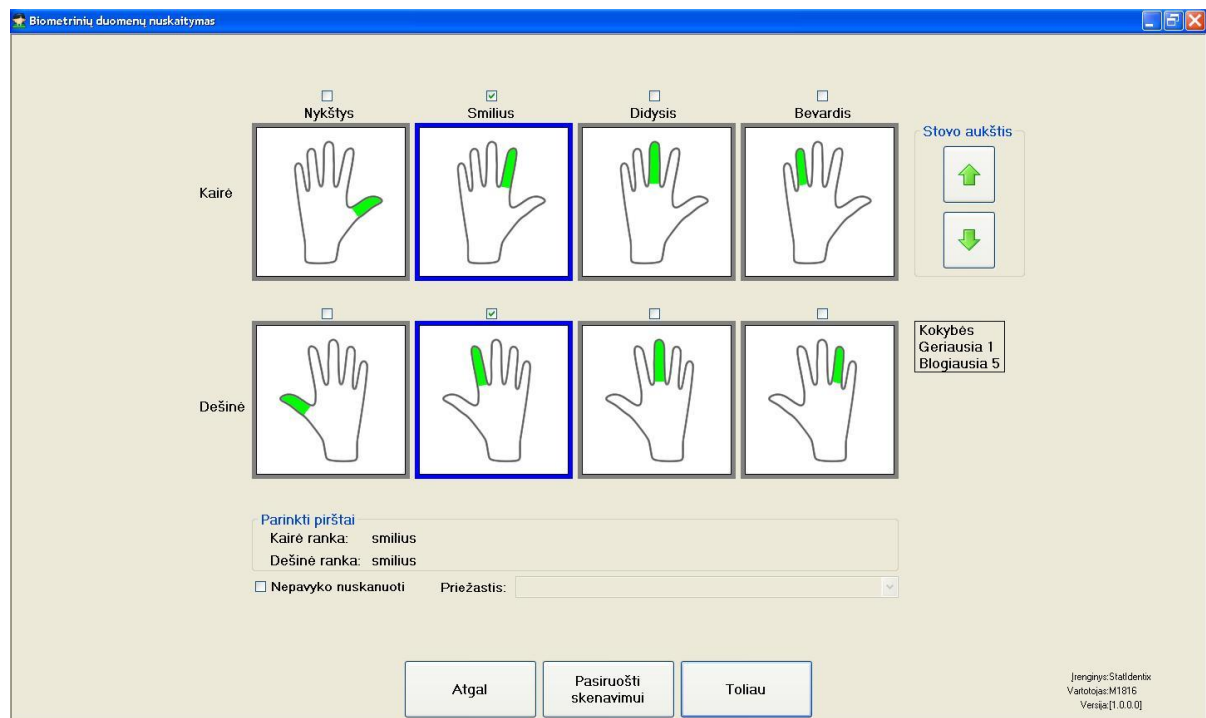 Biometrinių duomenų nuskaitymas
Nykštys
Smilius
Didysis
Bevardis
Stovo aukštis
Kairė
Dešinė
Kokybės
Geriausia 1
Blogiausia 5
Parinkti pirštai
Kairė ranka: smilius
Dešinė ranka: smilius
Nepavyko nuskanuoti Priežastis:
Atgal
Pasiruošti
skenavimui
Toliau
Įrenginys:StatIdentix
Vartotojas:M1816
Versija:[1.0.0.0]